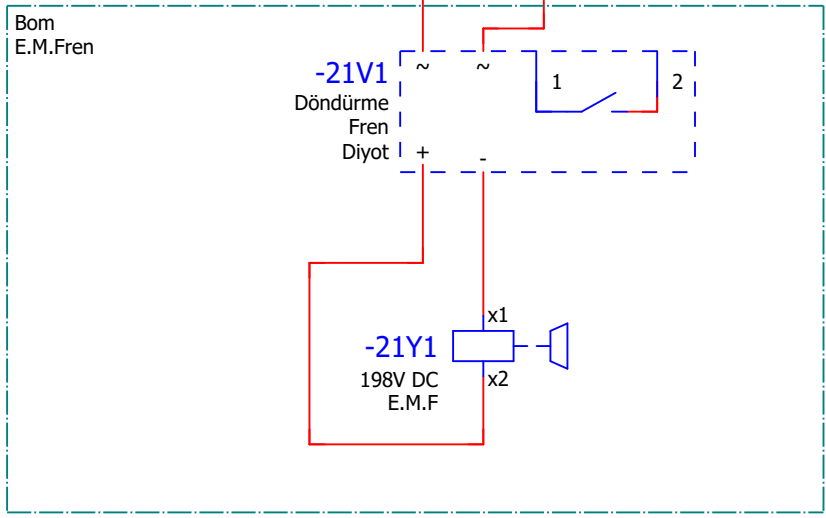 Bom
E.M.Fren
-21V1
Döndürme
Fren
Diyot
~ ~
1 2
+ -
x1
-21Y1
198V DC
E.M.F
x2